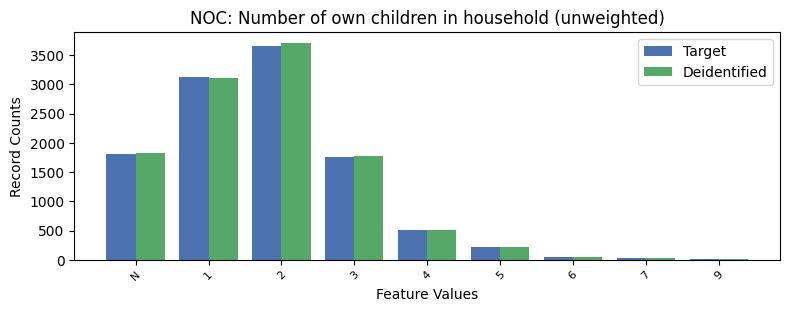 NOC: Number of own children in household (unweighted)
Target
Deidentified
Record Counts
3500
3000
2500
2000
1500
1000
500
0
N 1 2 3 4 5 6 7 9
Feature Values